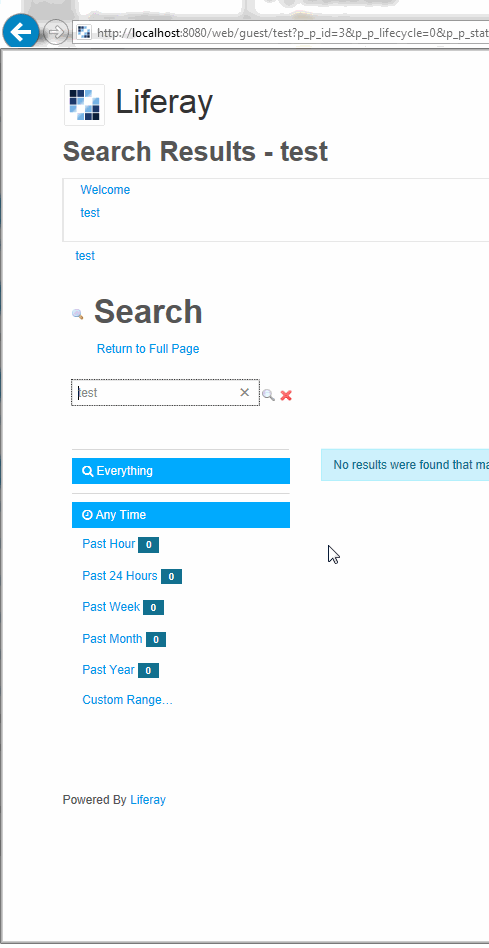 http://localhost:8080/web/guest/test?p_p_id=3&p_p_lifecycle=0&p_p_stat
Liferay
Search Results - test
Welcome
test
test
Search
Return to Full Page
test
Everything
No results were found that ma
Any Time
Past Hour 0
Past 24 Hours 0
Past Week 0
Past Month 0
Past Year 0
Custom Range...
Powered By Liferay